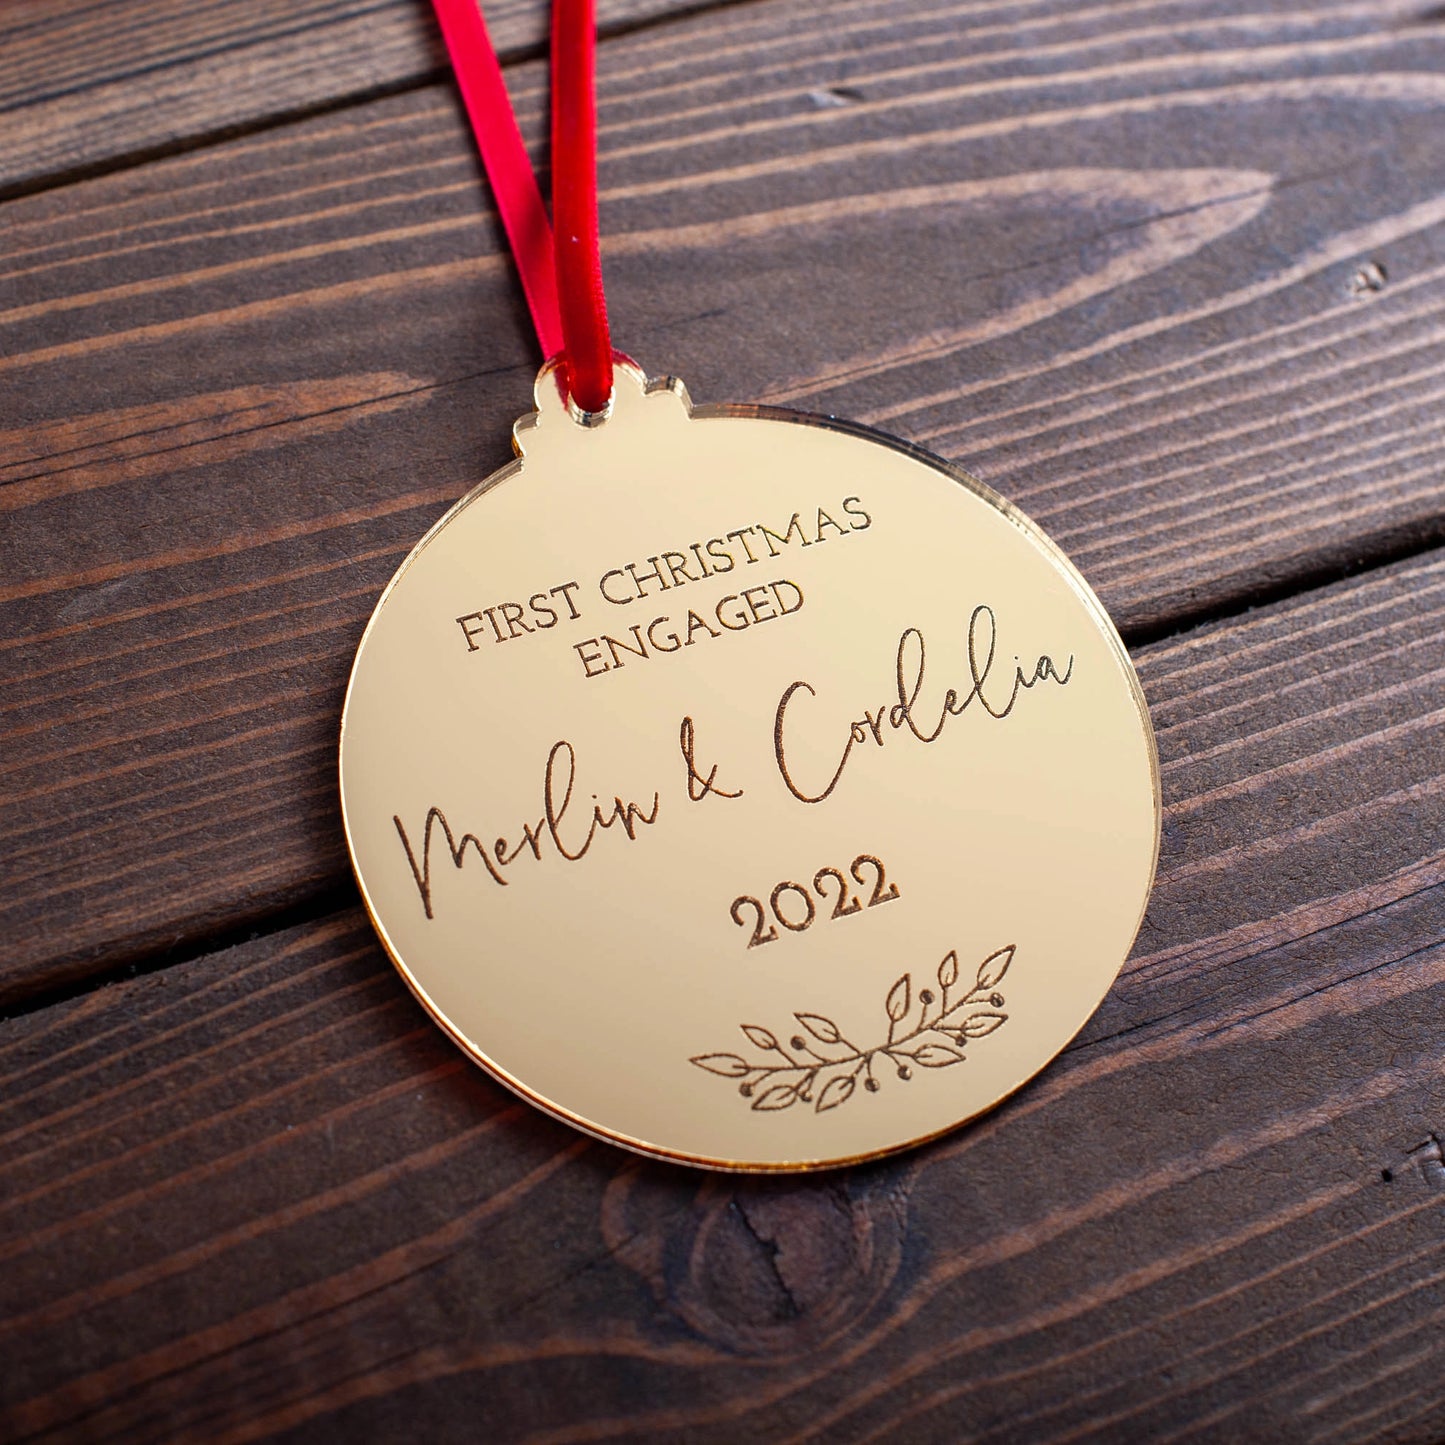 FIRST CHRISTMAS
ENGAGED
Merlin & Cordelia
2022